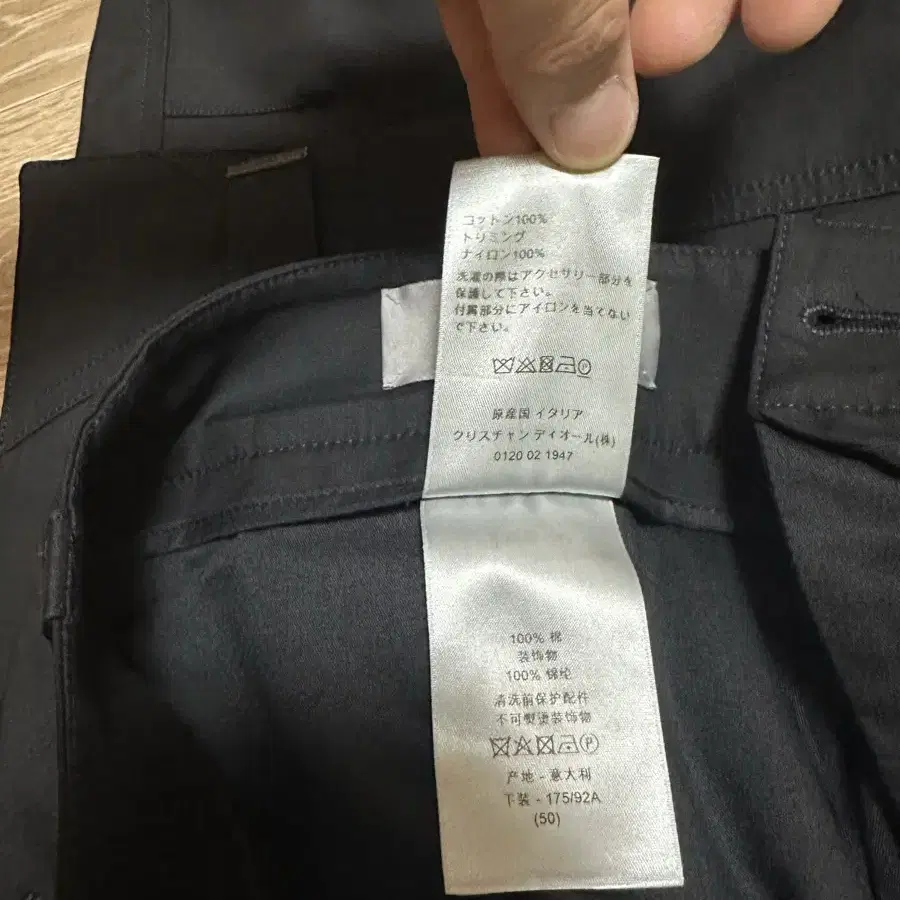 コットン100%
トリミング
ナイロン100%
洗濯の際はアクセサリー部分を
保護して下さい。
付属部分にアイロンを当てない
で下さい。
原産国 イタリア
クリスチャン ディオール(株)
0120 02 1947
100% 棉
装饰物
100% 锦纶
清洗前保护配件
不可熨烫装饰物
产地 - 意大利
下装 - 175/92A
(50)